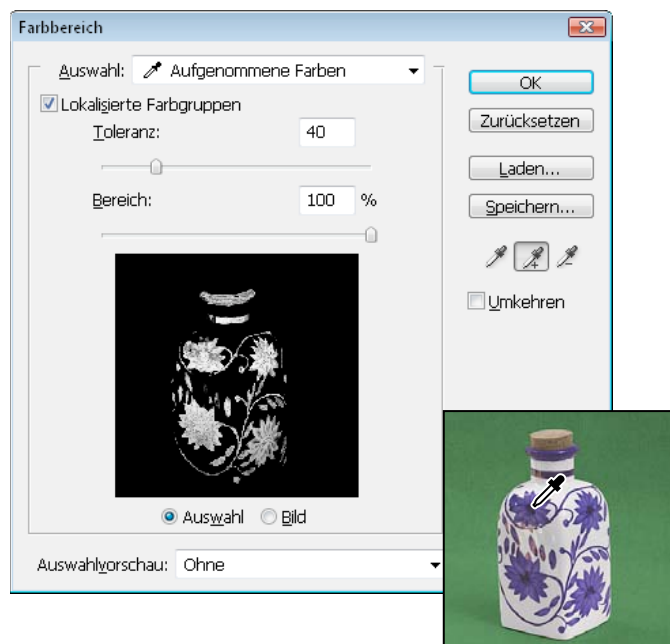 Farbbereich
Auswahl: Aufgenommene Farben
OK
Lokalisierte Farbgruppen
Zurücksetzen
Toleranz: 40
Laden...
Bereich: 100 %
Speichern...
Umkehren
Auswahl Bild
Auswahlvorschau: Ohne